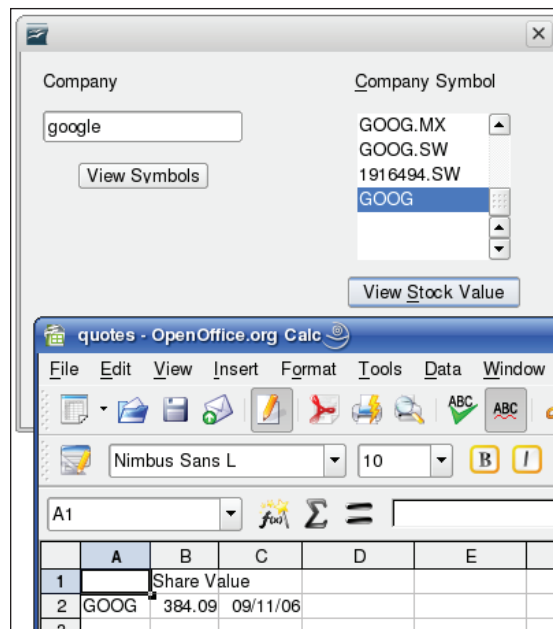 Company
Company Symbol
google
GOOG.MX
GOOG.SW
1916494.SW
GOOG
View Symbols
View Stock Value
quotes - OpenOffice.org Calc
File Edit View Insert Format Tools Data Window
ABC ABC
Nimbus Sans L 10 B I
A1 f(x) Σ =
A B C D E
1 Share Value
2 GOOG 384.09 09/11/06
3